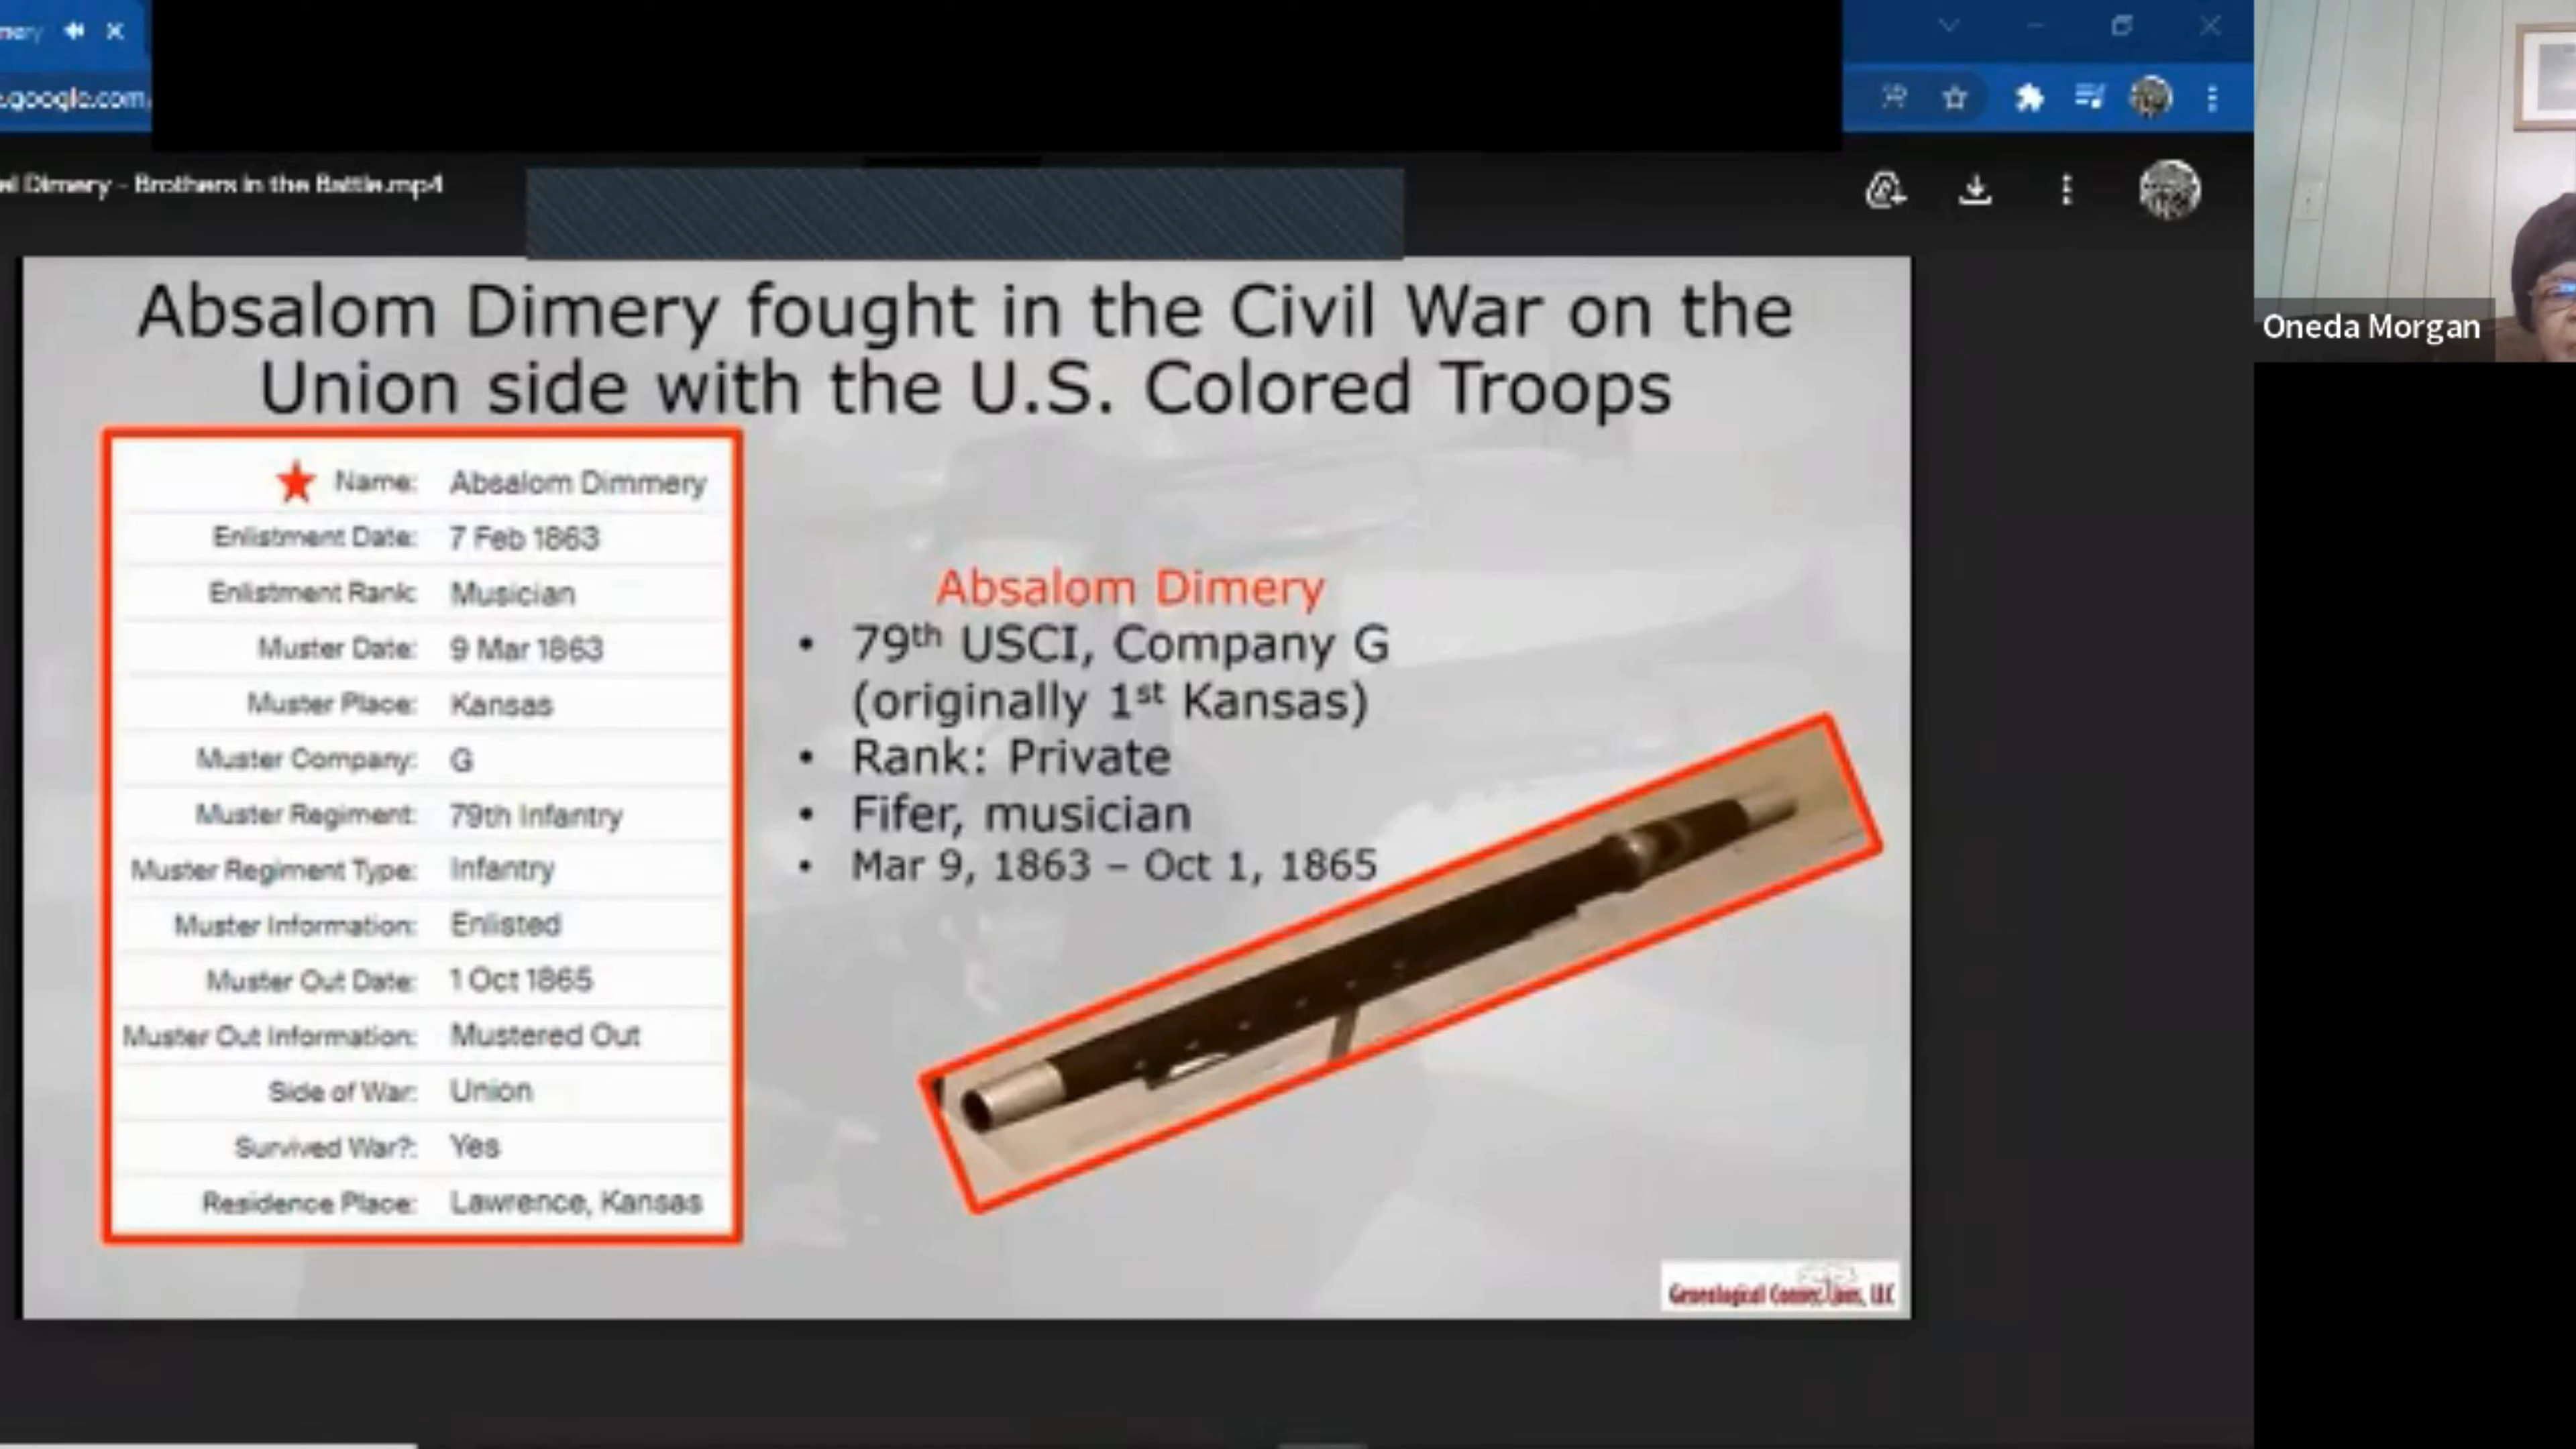 .google.com
Dimery - Brothers in the Battle.mp4
Oneda Morgan
Absalom Dimery fought in the Civil War on the
Union side with the U.S. Colored Troops
Name: Absalom Dimmery
Enlistment Date: 7 Feb 1863
Enlistment Rank: Musician
Muster Date: 9 Mar 1863
Muster Place: Kansas
Muster Company: G
Muster Regiment: 79th Infantry
Muster Regiment Type: Infantry
Muster Information: Enlisted
Muster Out Date: 1 Oct 1865
Muster Out Information: Mustered Out
Side of War: Union
Survived War?: Yes
Residence Place: Lawrence, Kansas
Absalom Dimery
• 79th USCI, Company G
(originally 1st Kansas)
• Rank: Private
• Fifer, musician
• Mar 9, 1863 – Oct 1, 1865
Genealogical Connections, LLC